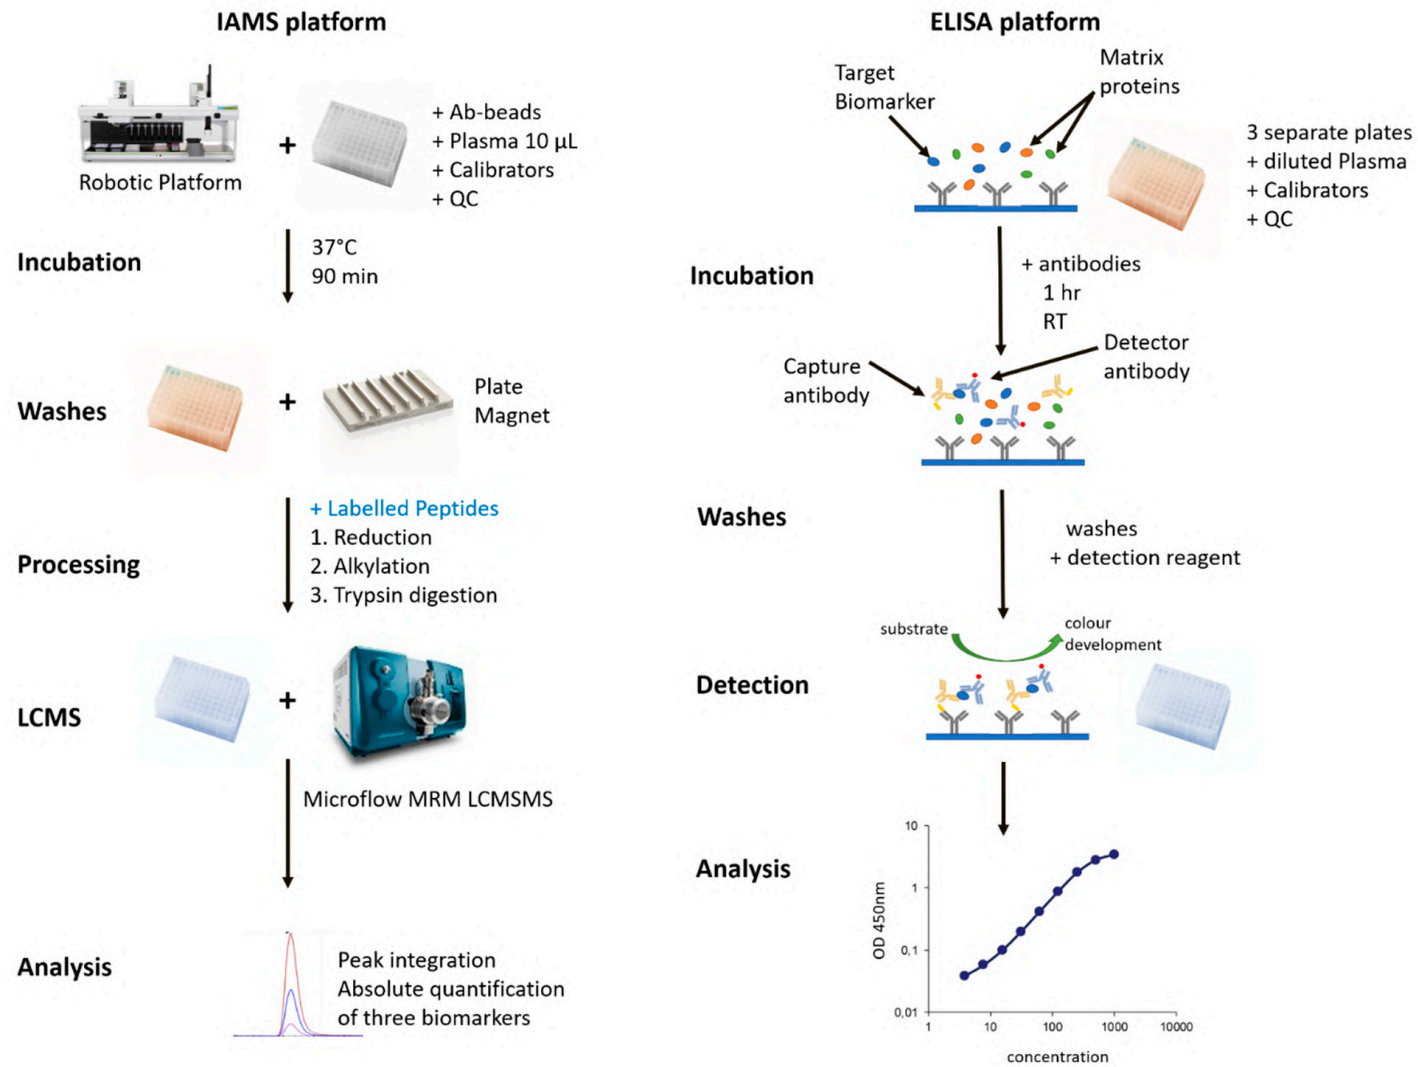 IAMS platform
Robotic Platform
+
+ Ab-beads
+ Plasma 10 µL
+ Calibrators
+ QC
Incubation
37°C
90 min
Washes
+
Plate
Magnet
Processing
+ Labelled Peptides
1. Reduction
2. Alkylation
3. Trypsin digestion
LCMS
+
Microflow MRM LCMSMS
Analysis
Peak integration
Absolute quantification
of three biomarkers
ELISA platform
Target
Biomarker
Matrix
proteins
3 separate plates
+ diluted Plasma
+ Calibrators
+ QC
Incubation
+ antibodies
1 hr
RT
Capture
antibody
Detector
antibody
Washes
washes
+ detection reagent
Detection
substrate
colour
development
Analysis
OD 450nm
10
1
0,1
0,01
1
10
100
1000
10000
concentration